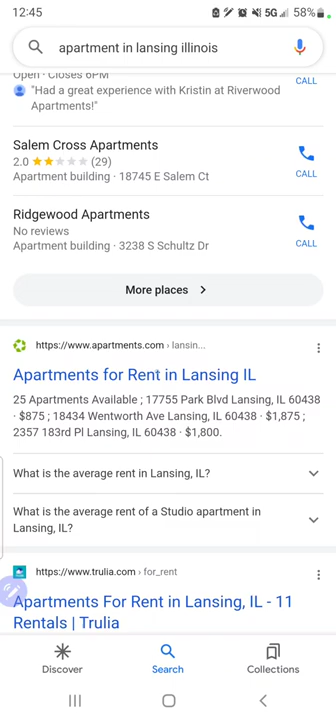 12:45
5G
58%
apartment in lansing illinois
Open · Closes 6PM
CALL
"Had a great experience with Kristin at Riverwood
Apartments!"
Salem Cross Apartments
2.0 (29)
Apartment building · 18745 E Salem Ct
CALL
Ridgewood Apartments
No reviews
Apartment building · 3238 S Schultz Dr
CALL
More places
https://www.apartments.com › lansin...
Apartments for Rent in Lansing IL
25 Apartments Available ; 17755 Park Blvd Lansing, IL 60438
· $875 ; 18434 Wentworth Ave Lansing, IL 60438 · $1,875 ;
2357 183rd Pl Lansing, IL 60438 · $1,800.
What is the average rent in Lansing, IL?
What is the average rent of a Studio apartment in
Lansing, IL?
https://www.trulia.com › for_rent
Apartments For Rent in Lansing, IL - 11
Rentals | Trulia
Discover
Search
Collections